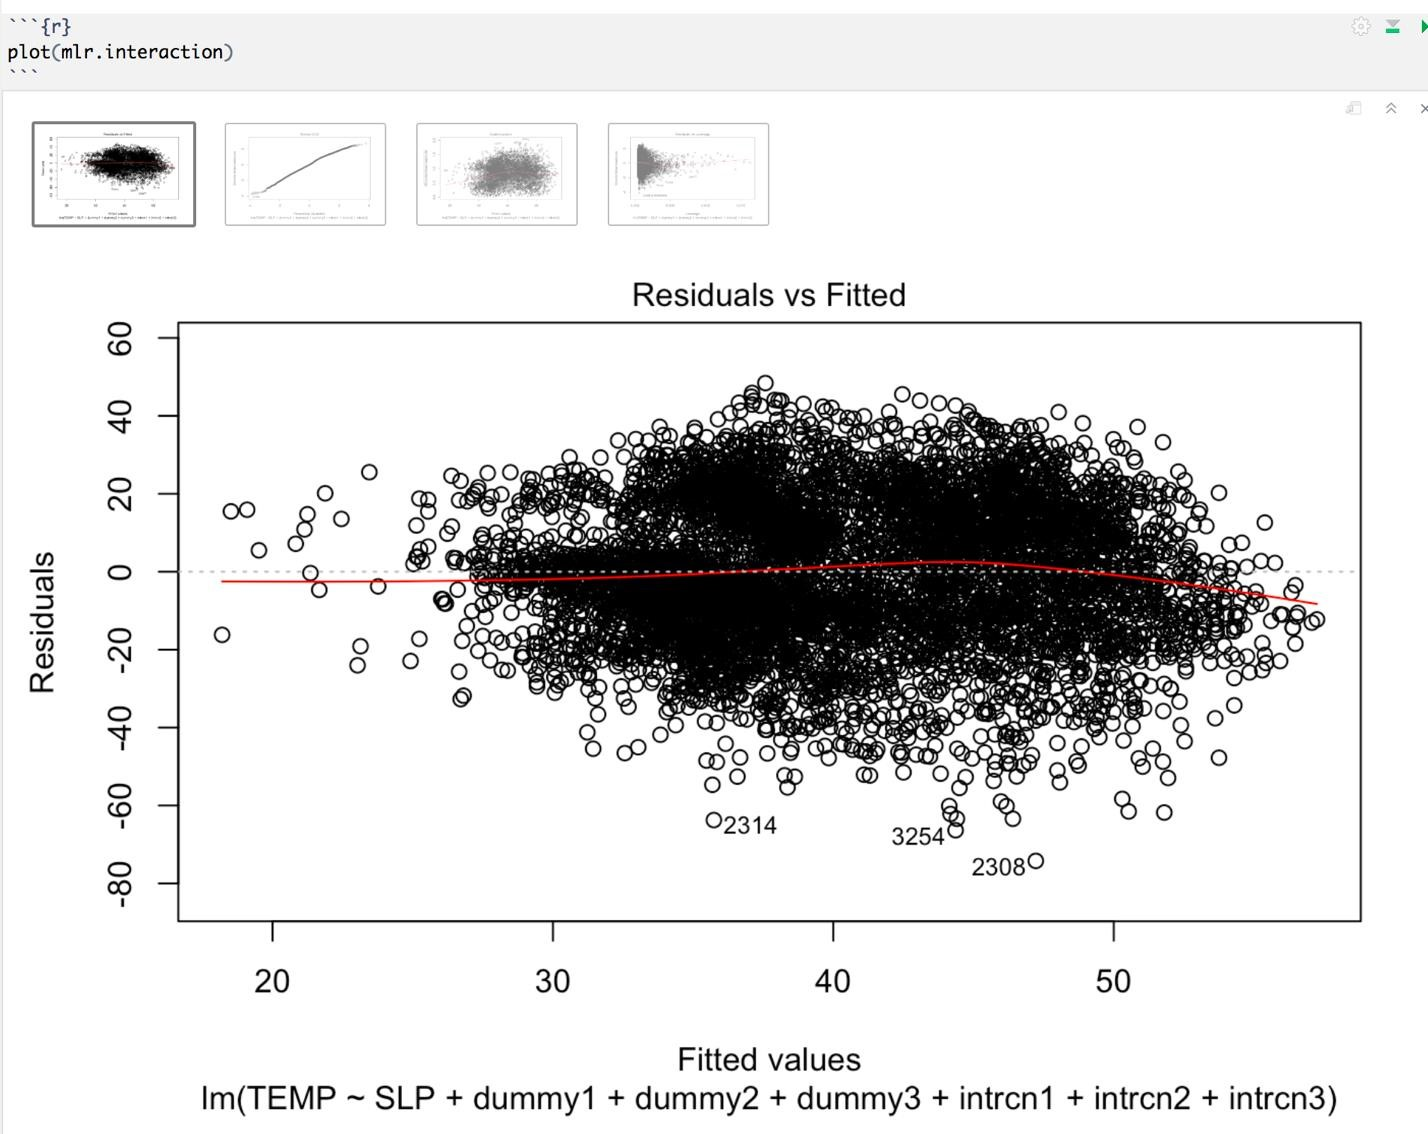 ```{r}
plot(mlr.interaction)
```
Residuals vs Fitted
60
40
20
0
-20
-40
-60
-80
Residuals
2314
3254
2308
20 30 40 50
Fitted values
lm(TEMP ~ SLP + dummy1 + dummy2 + dummy3 + intrcn1 + intrcn2 + intrcn3)